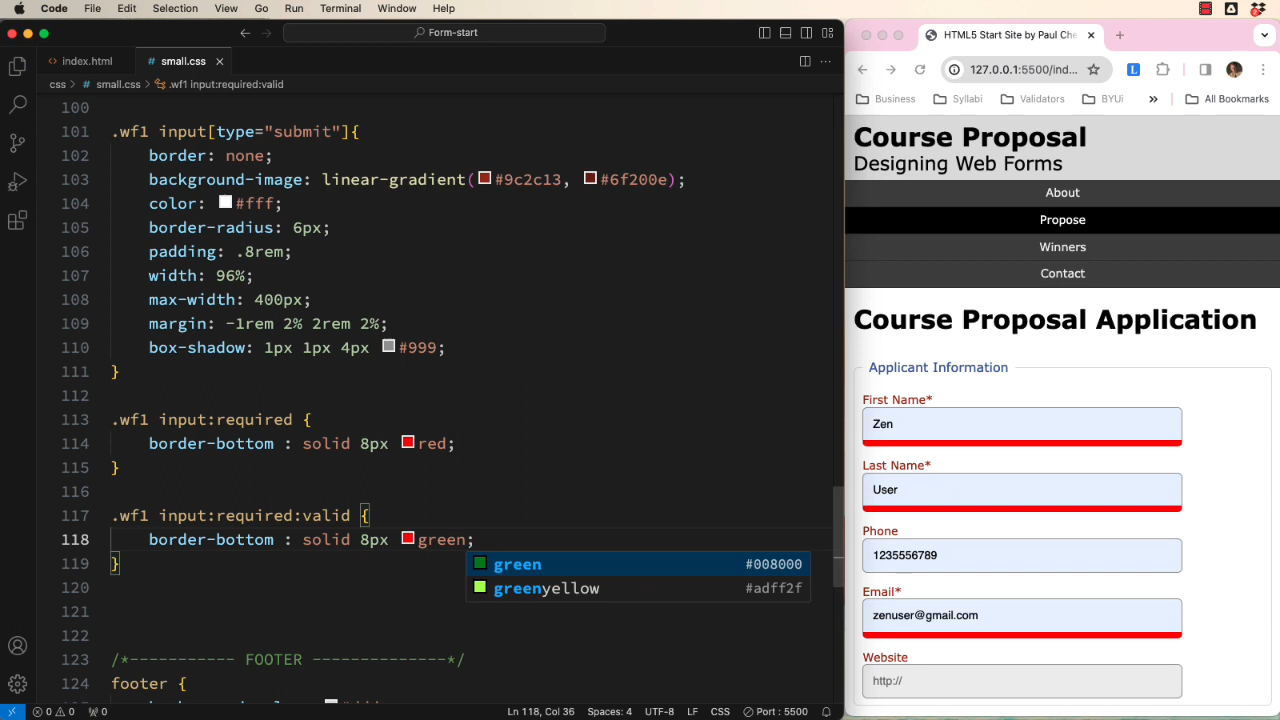 Code File Edit Selection View Go Run Terminal Window Help
Form-start
index.html
# small.css
css > # small.css > .wf1 input:required:valid
100
101 .wf1 input[type="submit"]{
102 border: none;
103 background-image: linear-gradient(#9c2c13, #6f200e);
104 color: #fff;
105 border-radius: 6px;
106 padding: .8rem;
107 width: 96%;
108 max-width: 400px;
109 margin: -1rem 2% 2rem 2%;
110 box-shadow: 1px 1px 4px #999;
111 }
112
113 .wf1 input:required {
114 border-bottom : solid 8px red;
115 }
116
117 .wf1 input:required:valid {
118 border-bottom : solid 8px green;
119 }
green #008000
greenyellow #adff2f
120
121
122
123 /*----------- FOOTER --------------*/
124 footer {
0 0 0
Ln 118, Col 36 Spaces: 4 UTF-8 LF CSS Port : 5500
HTML5 Start Site by Paul Che
127.0.0.1:5500/ind...
Business Syllabi Validators BYUi » All Bookmarks
Course Proposal
Designing Web Forms
About
Propose
Winners
Contact
Course Proposal Application
Applicant Information
First Name*
Zen
Last Name*
User
Phone
1235556789
Email*
zenuser@gmail.com
Website
http://